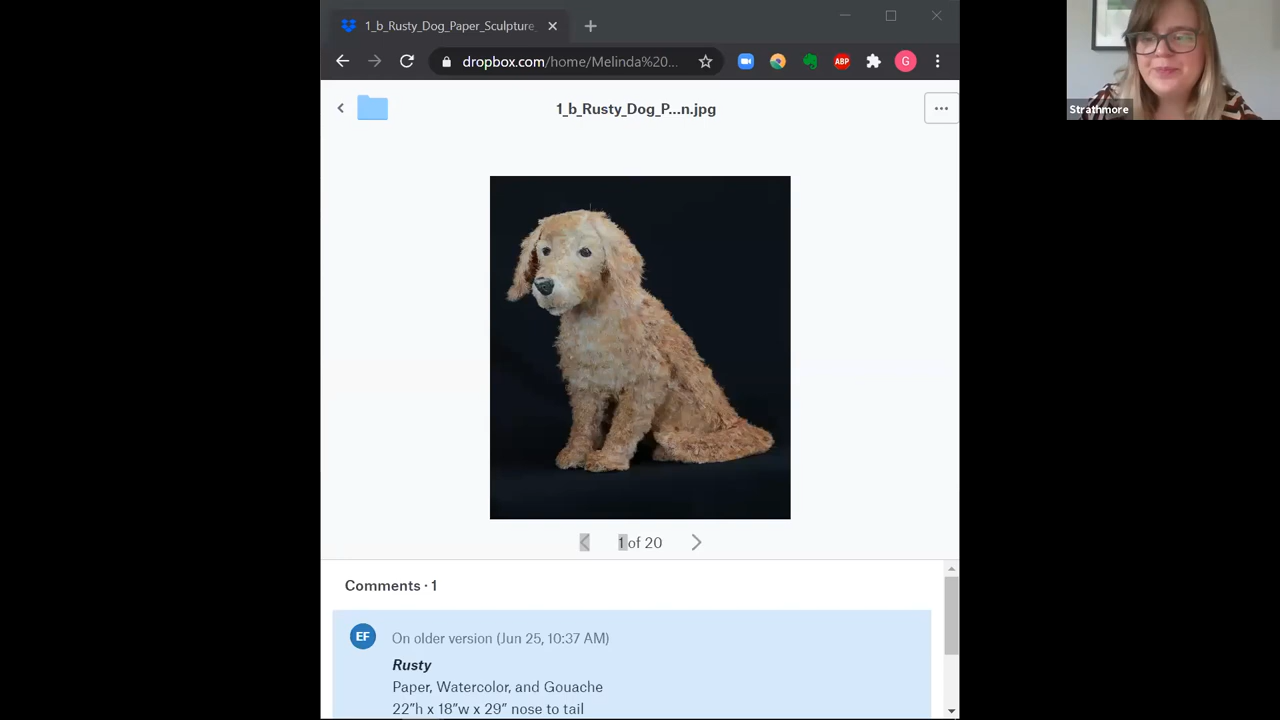 1_b_Rusty_Dog_Paper_Sculpture
dropbox.com/home/Melinda%20...
ABP
G
1_b_Rusty_Dog_P...n.jpg
Strathmore
1 of 20
Comments · 1
EF
On older version (Jun 25, 10:37 AM)
Rusty
Paper, Watercolor, and Gouache
22”h x 18”w x 29” nose to tail